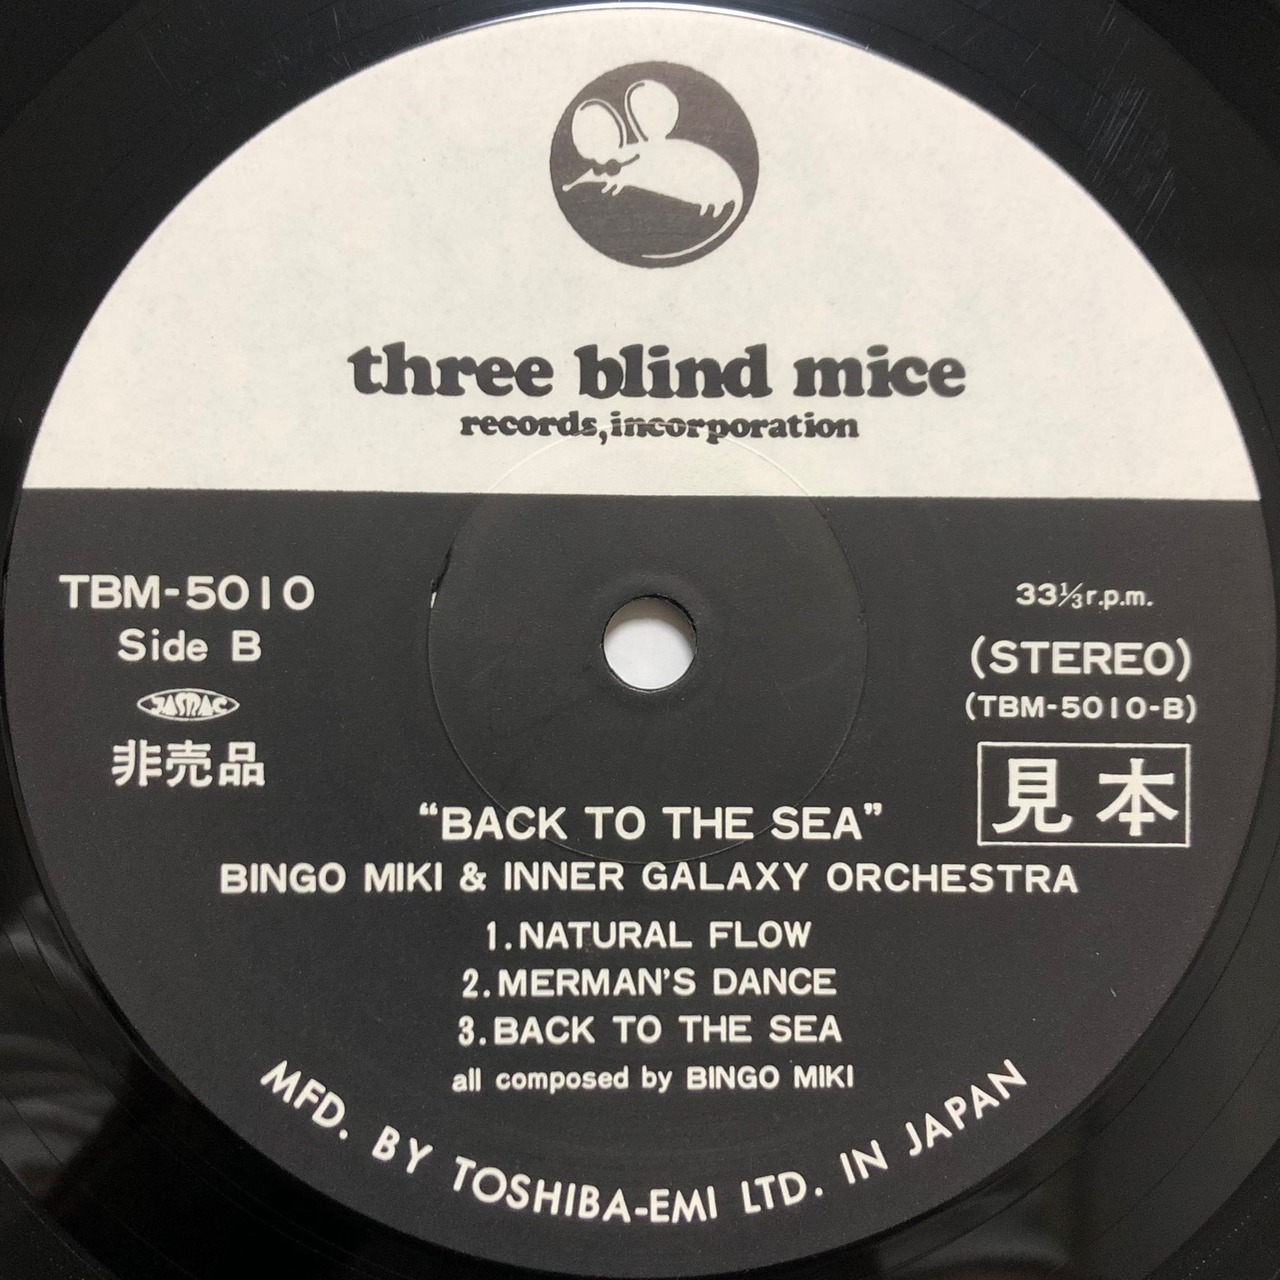 three blind mice
records,incorporation
TBM-5010
Side B
JASRAC
非売品
33⅓r.p.m.
(STEREO)
(TBM-5010-B)
見本
“BACK TO THE SEA”
BINGO MIKI & INNER GALAXY ORCHESTRA
1.NATURAL FLOW
2.MERMAN'S DANCE
3.BACK TO THE SEA
all composed by BINGO MIKI
MFD. BY TOSHIBA-EMI LTD. IN JAPAN